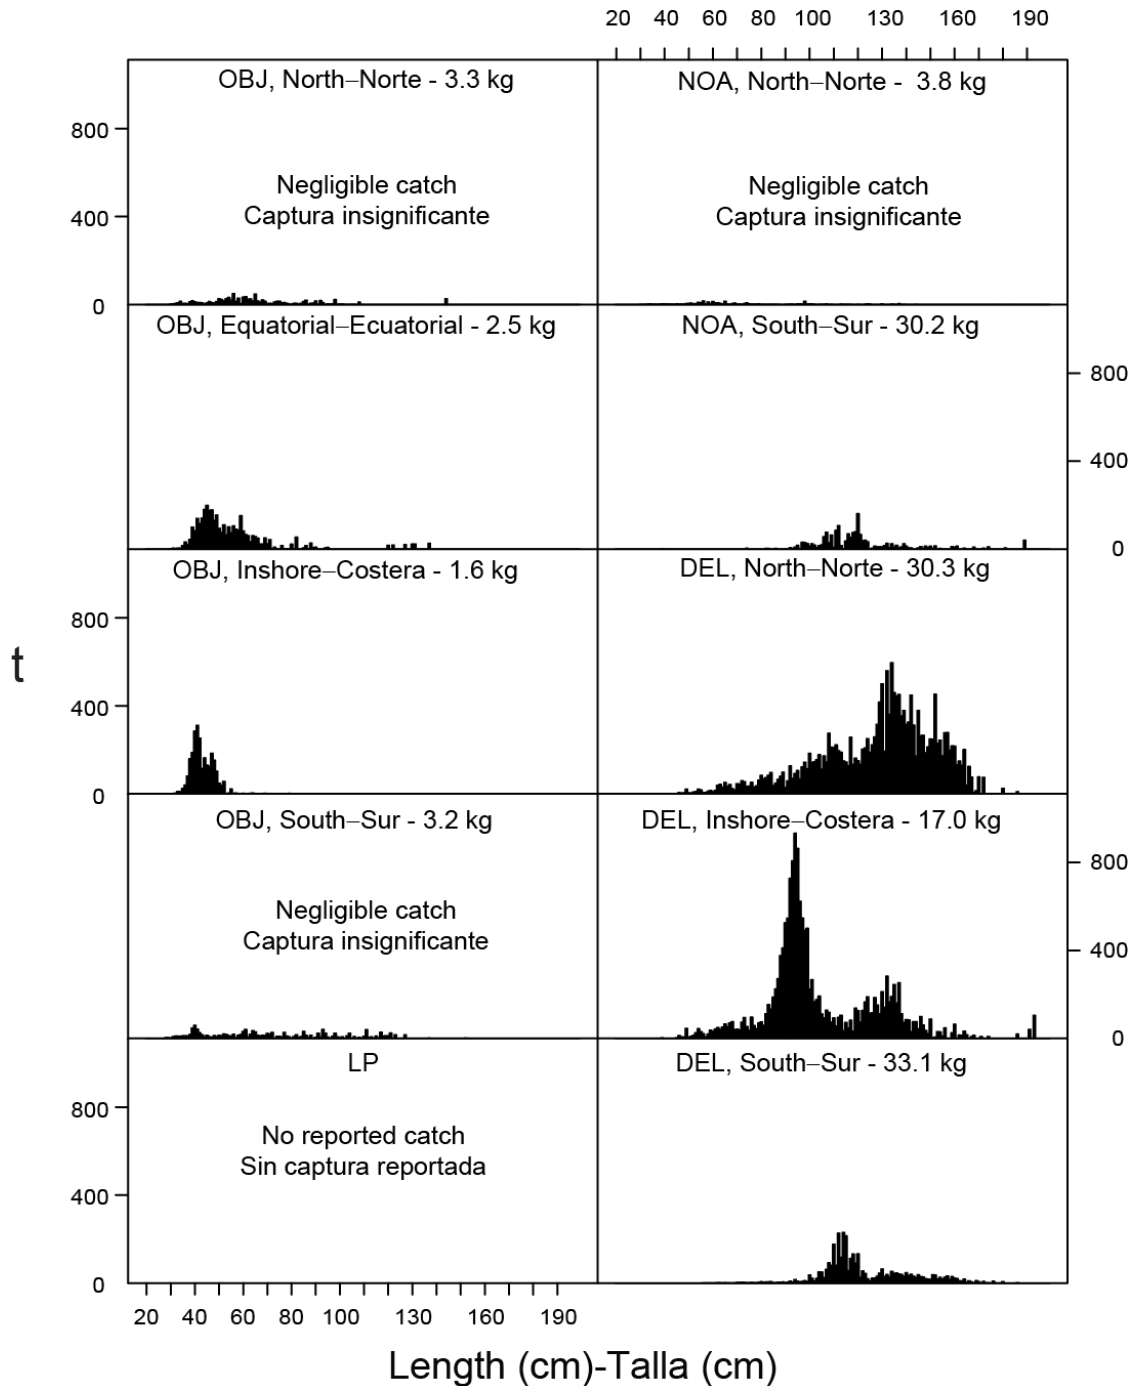 20 40 60 80 100 130 160 190
OBJ, North–Norte - 3.3 kg
Negligible catch
Captura insignificante
800
400
0
NOA, North–Norte -  3.8 kg
Negligible catch
Captura insignificante
OBJ, Equatorial–Ecuatorial - 2.5 kg
NOA, South–Sur - 30.2 kg
800
400
0
OBJ, Inshore–Costera - 1.6 kg
800
400
0
DEL, North–Norte - 30.3 kg
t
OBJ, South–Sur - 3.2 kg
Negligible catch
Captura insignificante
DEL, Inshore–Costera - 17.0 kg
800
400
0
LP
No reported catch
Sin captura reportada
800
400
0
DEL, South–Sur - 33.1 kg
20 40 60 80 100 130 160 190
Length (cm)-Talla (cm)